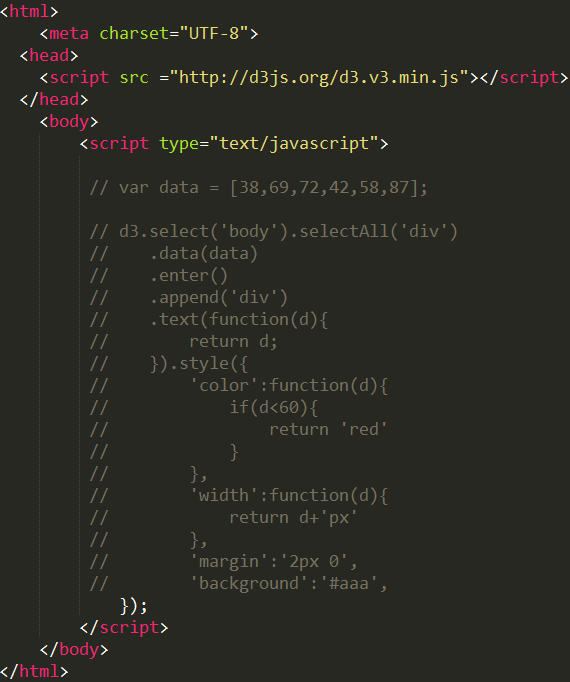 <html>
    <meta charset="UTF-8">
  <head>
    <script src ="http://d3js.org/d3.v3.min.js"></script>
  </head>
    <body>
        <script type="text/javascript">
         // var data = [38,69,72,42,58,87];
         // d3.select('body').selectAll('div')
         //    .data(data)
         //    .enter()
         //    .append('div')
         //    .text(function(d){
         //        return d;
         //    }).style({
         //        'color':function(d){
         //            if(d<60){
         //                return 'red'
         //            }
         //        },
         //        'width':function(d){
         //            return d+'px'
         //        },
         //        'margin':'2px 0',
         //        'background':'#aaa',
            });
        </script>
    </body>
</html>